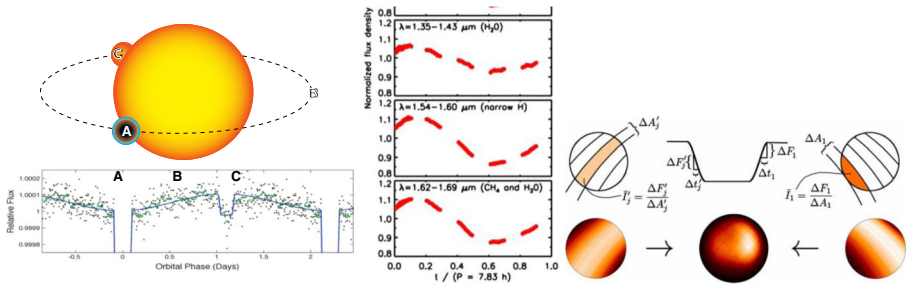 C
B
A
A B C
1.0002
1.0001
1
0.9999
0.9998
Relative Flux
-0.5 0 0.5 1 1.5 2
Orbital Phase (Days)
Normalized flux density
0.8
1.2
λ=1.35−1.43 μm (H₂O)
1.1
1.0
0.9
0.8
1.2
λ=1.54−1.60 μm (narrow H)
1.1
1.0
0.9
0.8
1.2
λ=1.62−1.69 μm (CH₄ and H₂O)
1.1
1.0
0.9
0.8
0.0 0.2 0.4 0.6 0.8 1.0
t / (P = 7.83 h)
ΔA′ⱼ
Ī′ⱼ = ΔF′ⱼ/ΔA′ⱼ
ΔF′ⱼ
Δt′ⱼ
ΔF₁
Δt₁
ΔA₁
Ī₁ = ΔF₁/ΔA₁